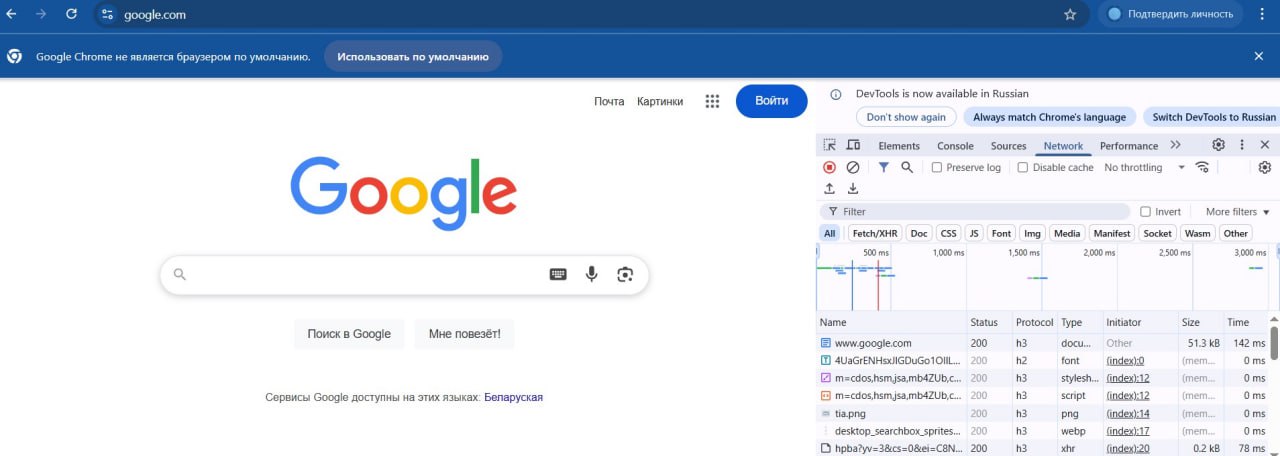 google.com
Подтвердить личность
Google Chrome не является браузером по умолчанию.
Использовать по умолчанию
Почта Картинки
Войти
Google
Поиск в Google
Мне повезёт!
Сервисы Google доступны на этих языках: Беларуская
DevTools is now available in Russian
Don't show again
Always match Chrome's language
Switch DevTools to Russian
Elements Console Sources Network Performance
Preserve log Disable cache No throttling
Filter Invert More filters
All Fetch/XHR Doc CSS JS Font Img Media Manifest Socket Wasm Other
500 ms 1,000 ms 1,500 ms 2,000 ms 2,500 ms 3,000 ms
Name Status Protocol Type Initiator Size Time
www.google.com 200 h3 docu... Other 51.3 kB 142 ms
200 h2 font (index):0 (mem... 0 ms
m=cdos,hsm,jsa,mb4ZUb,c... 200 h3 stylesh... (index):12 (mem... 0 ms
m=cdos,hsm,jsa,mb4ZUb,c... 200 h3 script (index):12 (mem... 0 ms
tia.png 200 h3 png (index):14 (mem... 0 ms
desktop_searchbox_sprites... 200 h3 webp (index):17 (mem... 0 ms
hpba?yv=3&cs=0&ei=C8N... 200 h3 xhr (index):20 0.2 kB 78 ms